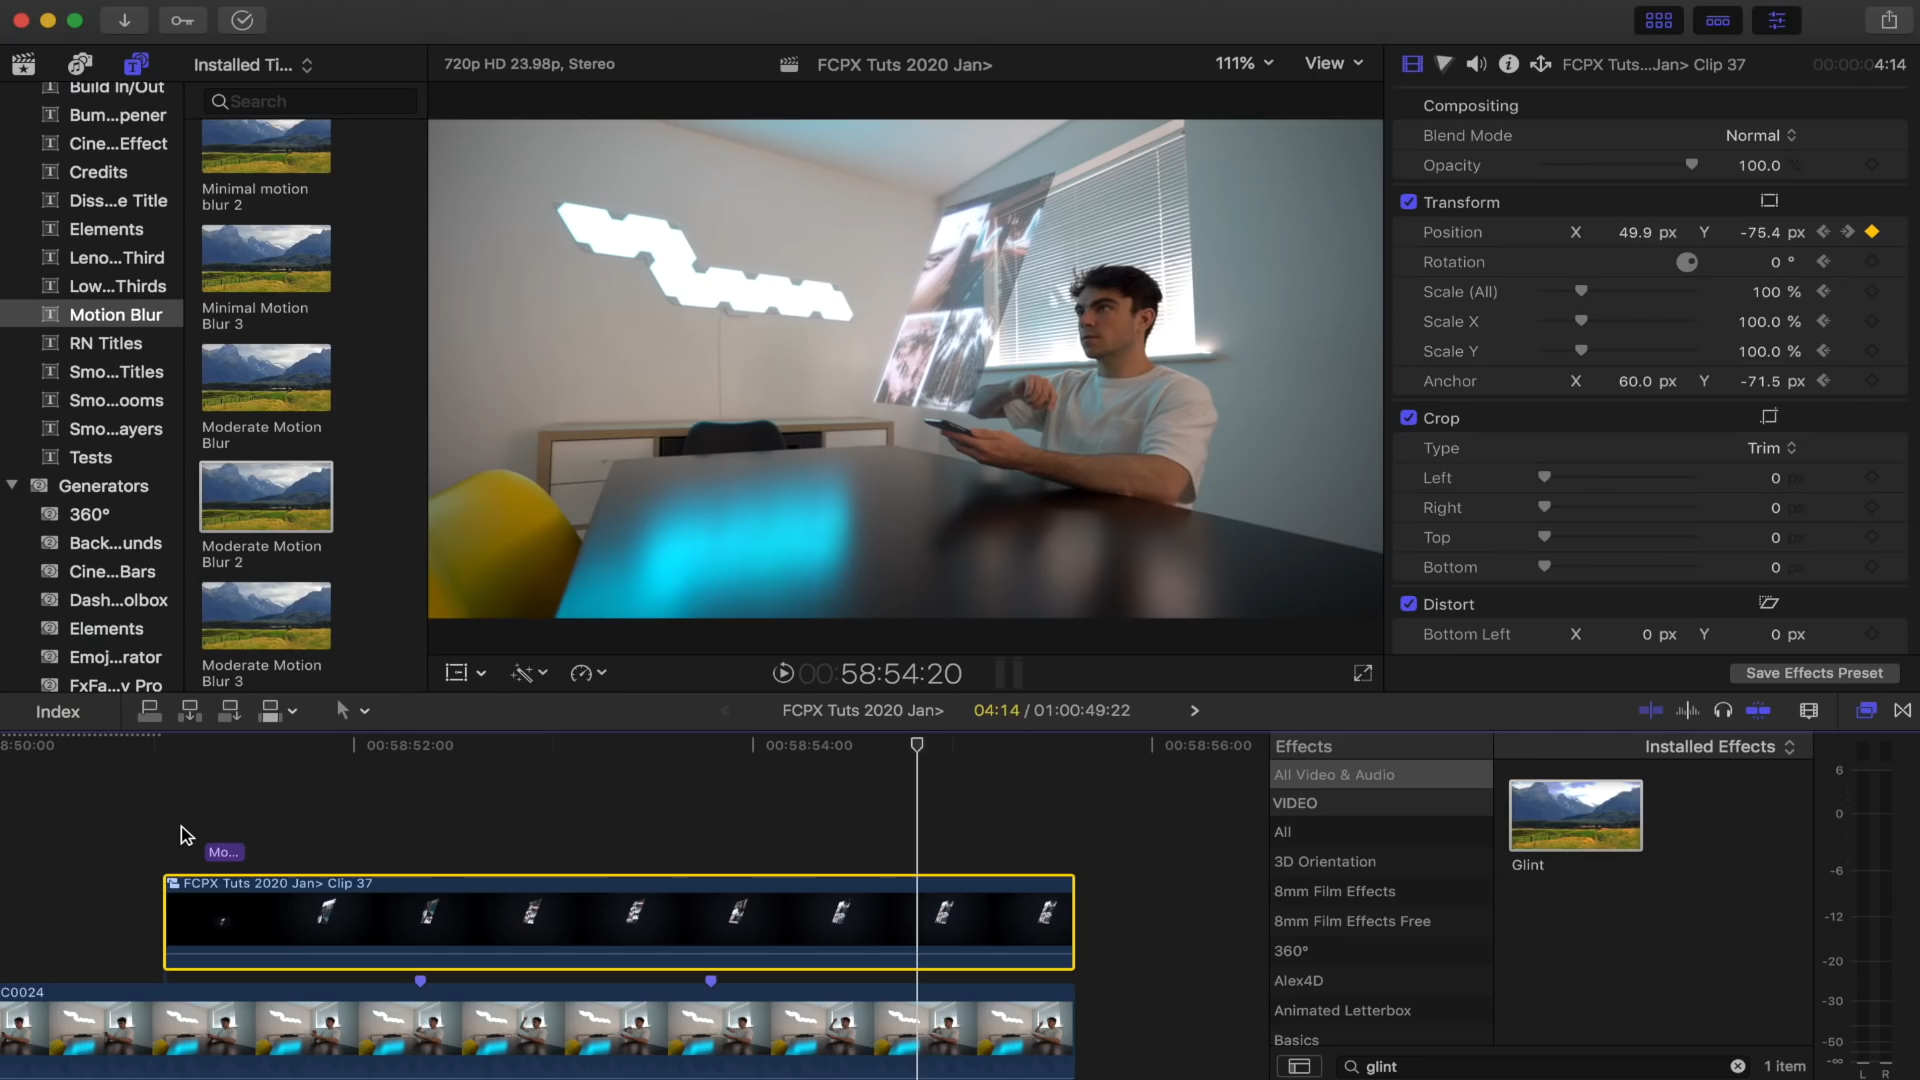 Installed Ti...
720p HD 23.98p, Stereo
FCPX Tuts 2020 Jan>
111%
View
FCPX Tuts...Jan> Clip 37
00:00:04:14
Build In/Out
Bum...pener
Cine...Effect
Credits
Diss...e Title
Elements
Leno...Third
Low...Thirds
Motion Blur
RN Titles
Smo...Titles
Smo...ooms
Smo...ayers
Tests
Generators
360°
Back...unds
Cine...Bars
Dash...olbox
Elements
Emoj...rator
FxFa...y Pro
Search
Minimal motion
blur 2
Minimal Motion
Blur 3
Moderate Motion
Blur
Moderate Motion
Blur 2
Moderate Motion
Blur 3
Compositing
Blend Mode Normal
Opacity 100.0 %
Transform
Position X 49.9 px Y -75.4 px
Rotation 0 °
Scale (All) 100 %
Scale X 100.0 %
Scale Y 100.0 %
Anchor X 60.0 px Y -71.5 px
Crop
Type Trim
Left 0 px
Right 0 px
Top 0 px
Bottom 0 px
Distort
Bottom Left X 0 px Y 0 px
Save Effects Preset
00:58:54:20
Index
FCPX Tuts 2020 Jan> 04:14 / 01:00:49:22
8:50:00
00:58:52:00
00:58:54:00
00:58:56:00
Mo...
FCPX Tuts 2020 Jan> Clip 37
C0024
Effects
Installed Effects
All Video & Audio
VIDEO
All
3D Orientation
8mm Film Effects
8mm Film Effects Free
360°
Alex4D
Animated Letterbox
Basics
Glint
glint
1 item
6
0
-6
-12
-20
-30
-50
-∞
L R